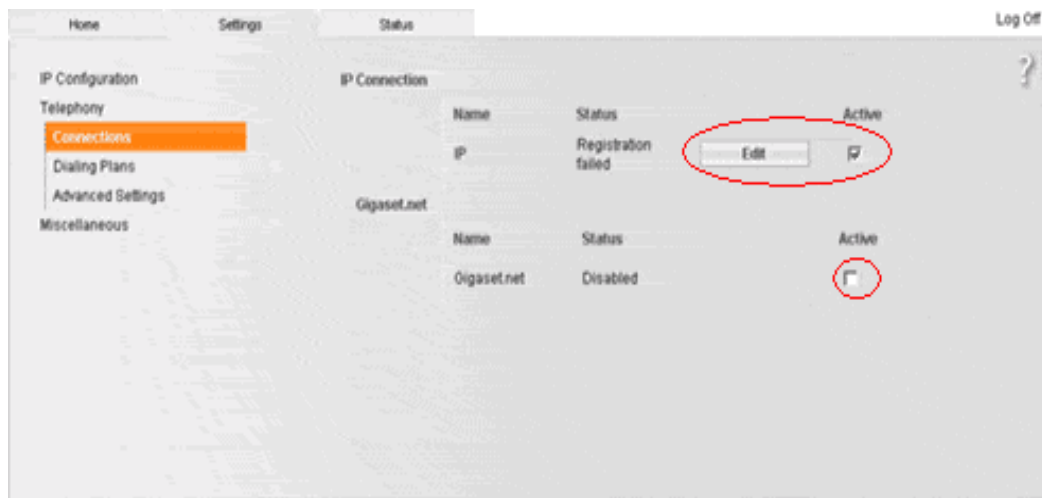 Home Settings Status Log Off
?
IP Configuration
Telephony
Connections
Dialing Plans
Advanced Settings
Miscellaneous
IP Connection
Name Status Active
IP Registration failed Edit
Gigaset.net
Name Status Active
Gigaset.net Disabled